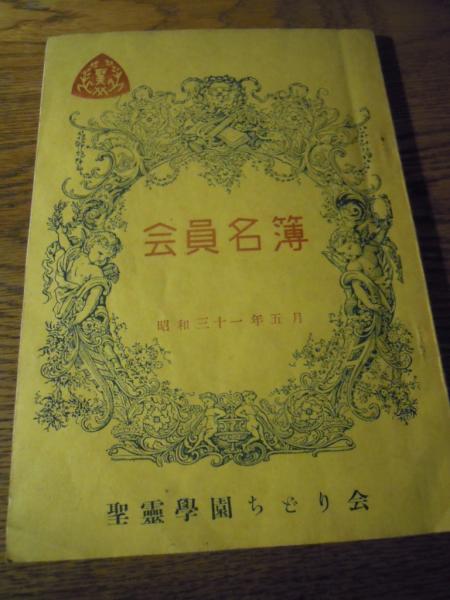 会員名簿
昭和三十一年五月
聖靈學園ちどり会